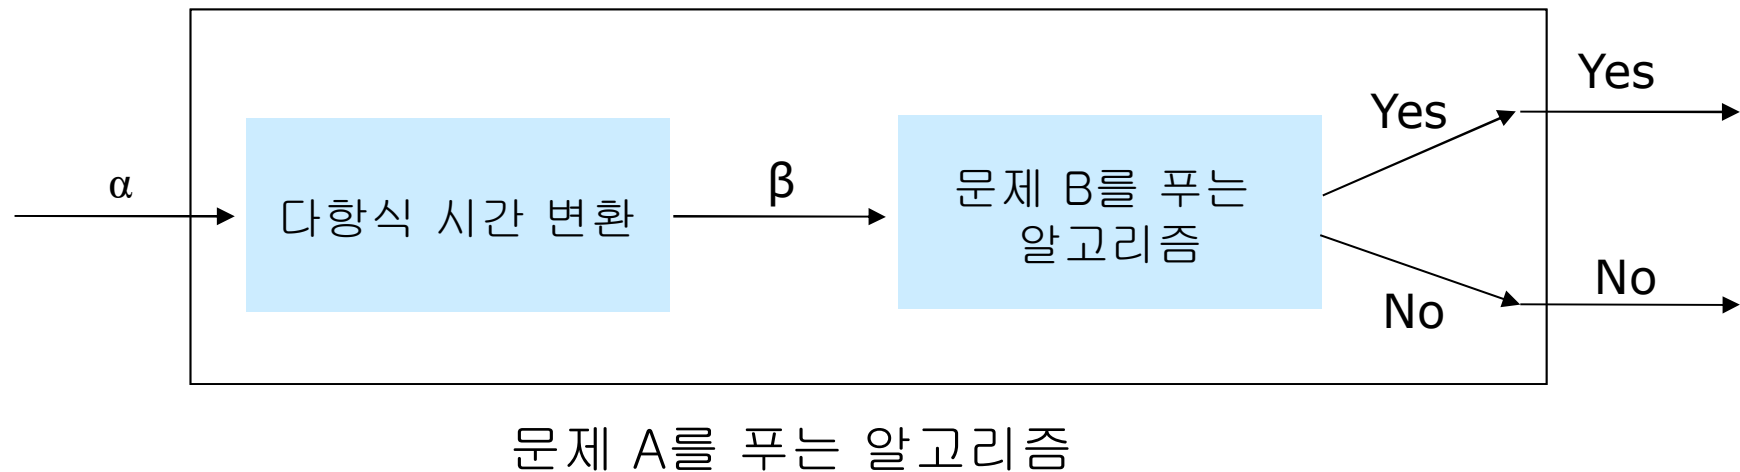 α
다항식 시간 변환
β
문제 B를 푸는
알고리즘
Yes
No
Yes
No
문제 A를 푸는 알고리즘